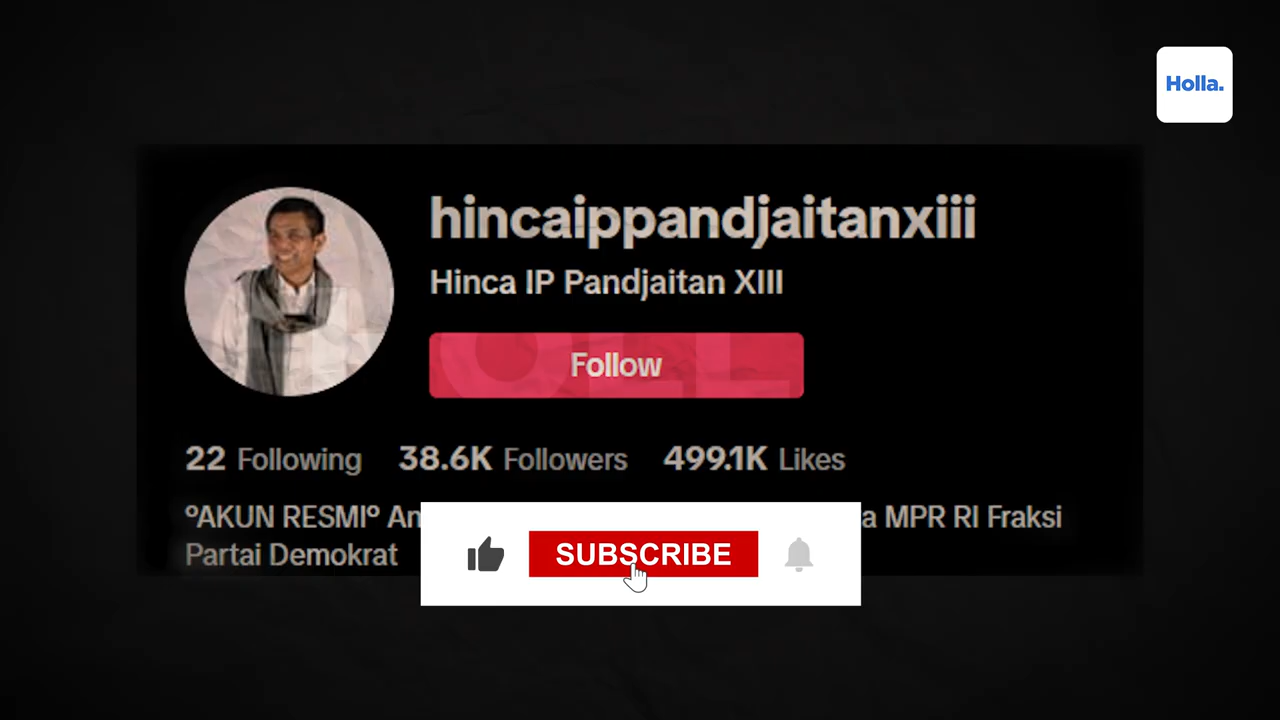 Holla.
hincaippandjaitanxiii
Hinca IP Pandjaitan XIII
Follow
22 Following 38.6K Followers 499.1K Likes
°AKUN RESMI° An
a MPR RI Fraksi
Partai Demokrat
SUBSCRIBE